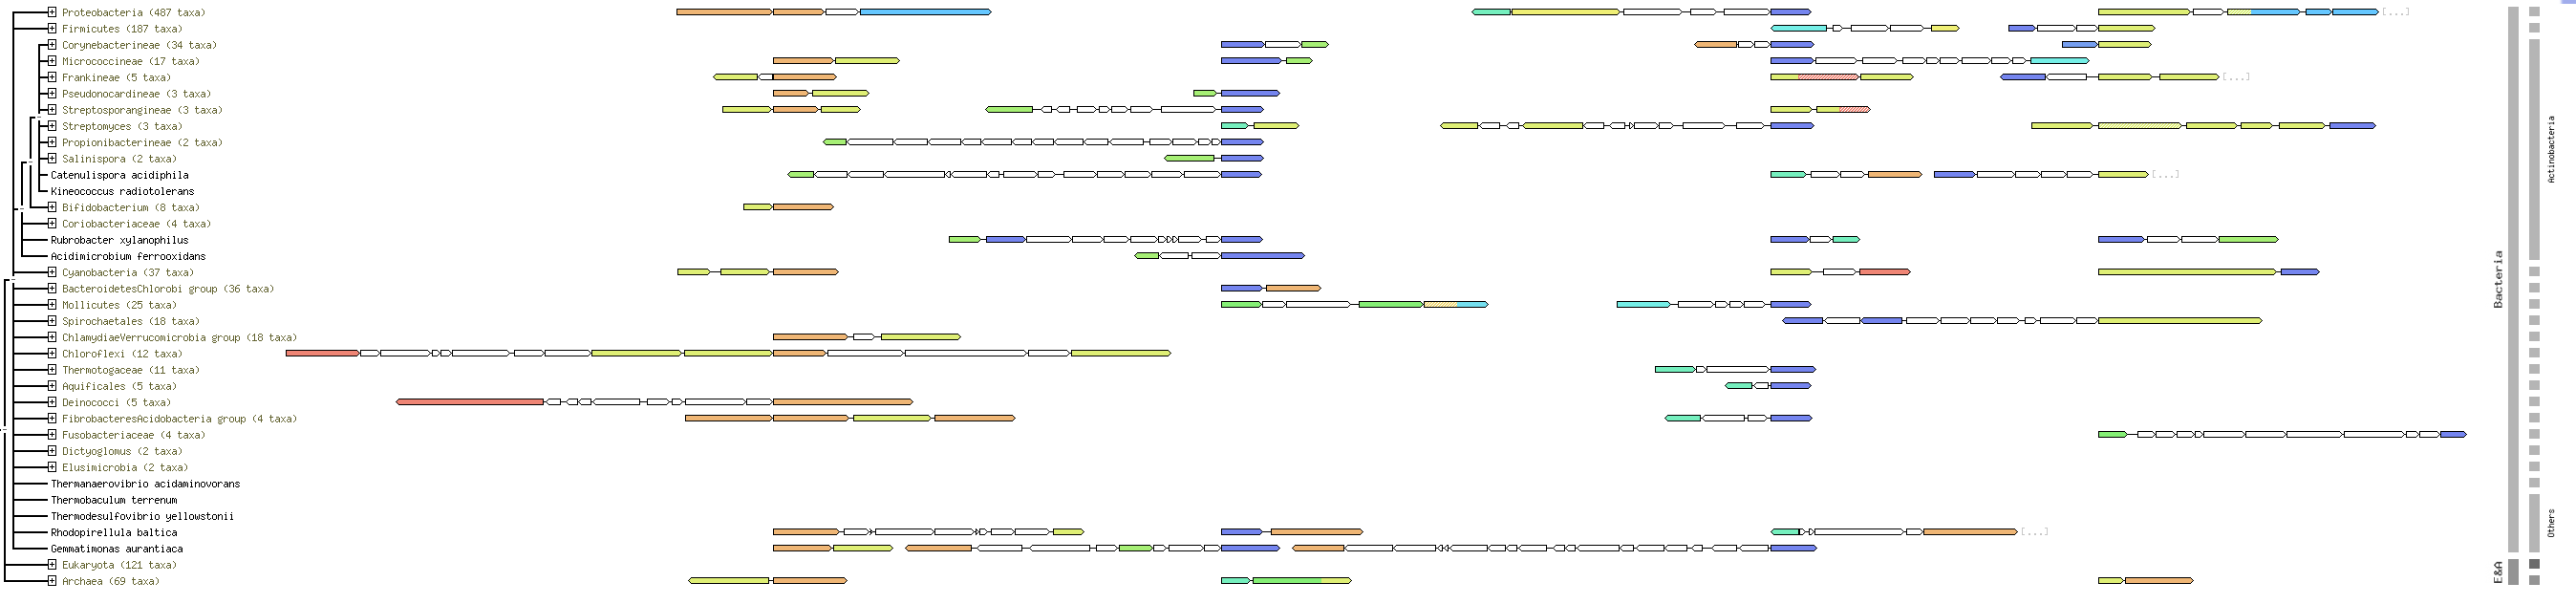 Proteobacteria (487 taxa) [...]
Firmicutes (187 taxa)
Corynebacterineae (34 taxa)
Micrococcineae (17 taxa)
Frankineae (5 taxa) [...]
Pseudonocardineae (3 taxa)
Streptosporangineae (3 taxa)
Streptomyces (3 taxa)
Propionibacterineae (2 taxa)
Salinispora (2 taxa)
Catenulispora acidiphila [...]
Kineococcus radiotolerans
Bifidobacterium (8 taxa)
Coriobacteriaceae (4 taxa)
Rubrobacter xylanophilus
Acidimicrobium ferrooxidans
Cyanobacteria (37 taxa)
BacteroidetesChlorobi group (36 taxa)
Mollicutes (25 taxa)
Spirochaetales (18 taxa)
ChlamydiaeVerrucomicrobia group (18 taxa)
Chloroflexi (12 taxa)
Thermotogaceae (11 taxa)
Aquificales (5 taxa)
Deinococci (5 taxa)
FibrobacteresAcidobacteria group (4 taxa)
Fusobacteriaceae (4 taxa)
Dictyoglomus (2 taxa)
Elusimicrobia (2 taxa)
Thermanaerovibrio acidaminovorans
Thermobaculum terrenum
Thermodesulfovibrio yellowstonii
Rhodopirellula baltica [...]
Gemmatimonas aurantiaca
Eukaryota (121 taxa)
Archaea (69 taxa)
Bacteria
E&A
Actinobacteria
Others